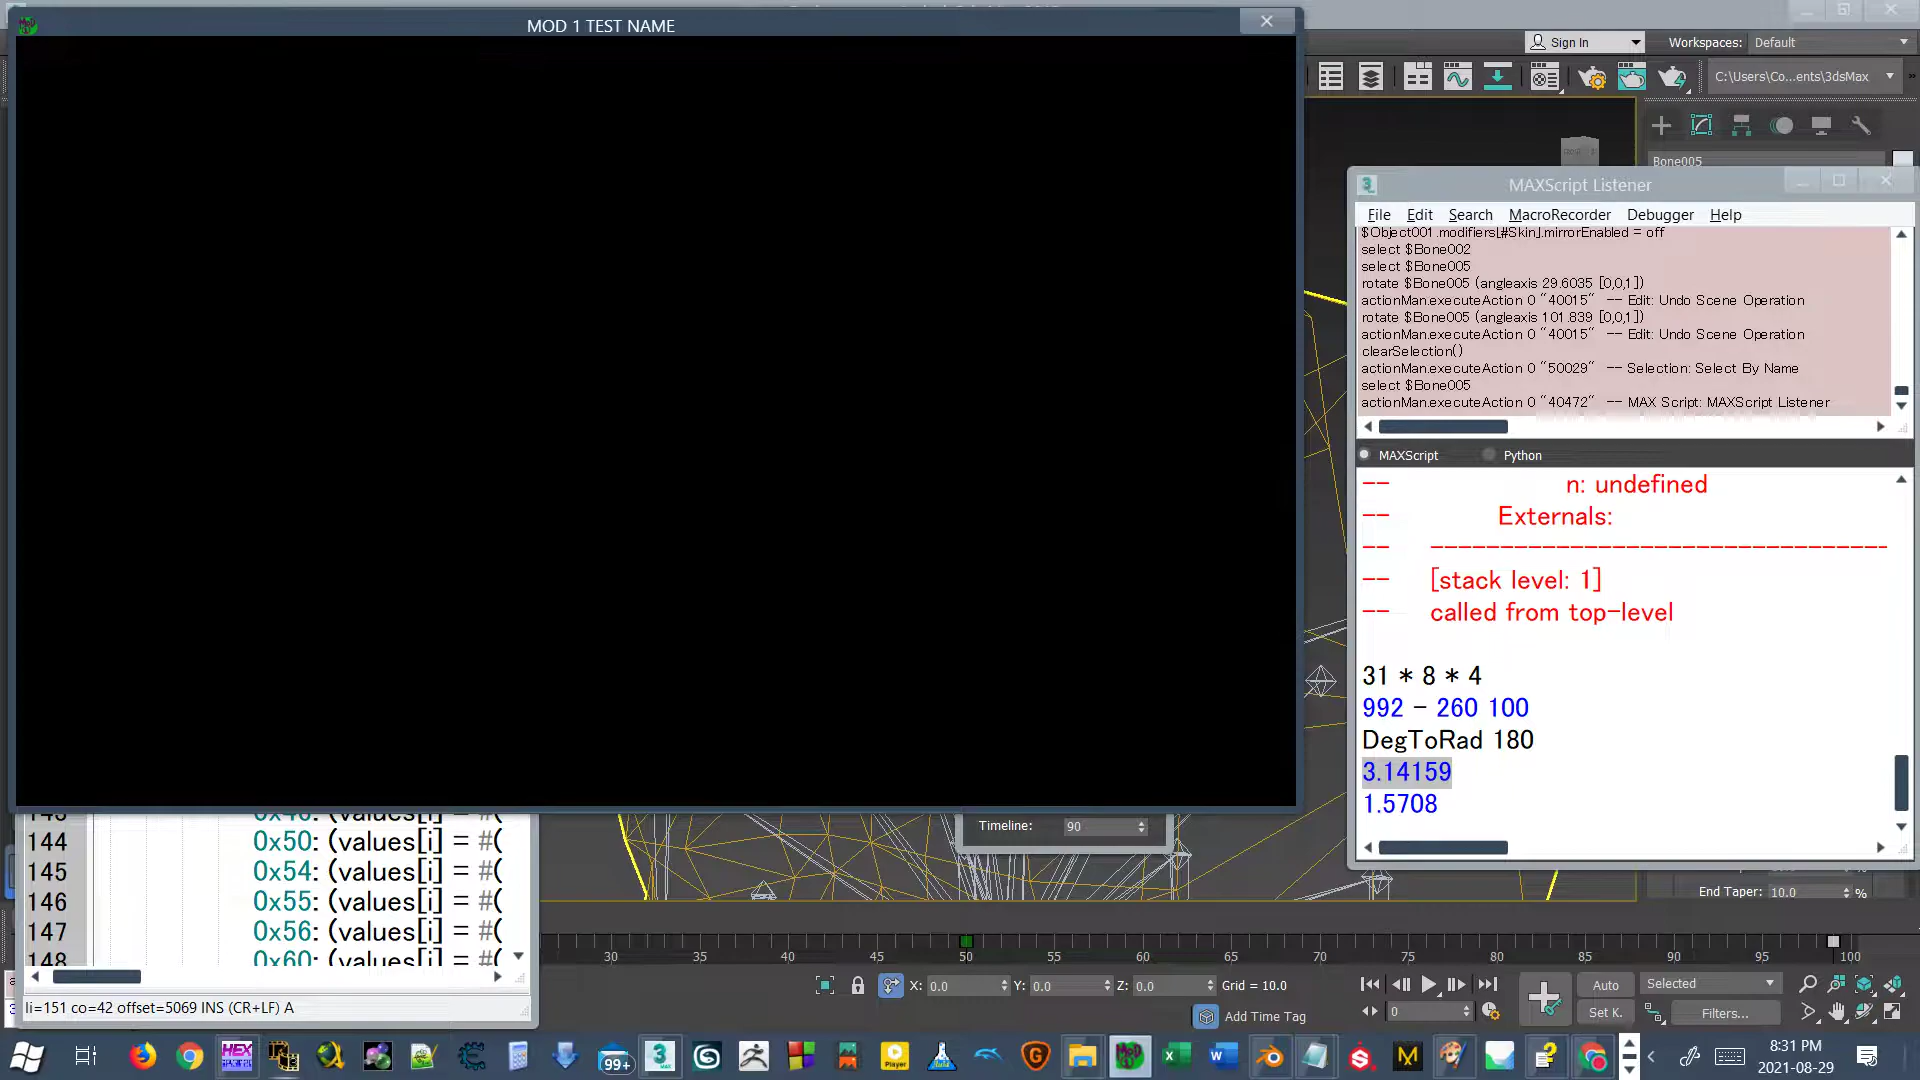 MOD 1 TEST NAME
Sign In
Workspaces: Default
C:\Users\Co...ents\3dsMax
Bone005
MAXScript Listener
File Edit Search MacroRecorder Debugger Help
$Object001.modifiers[#Skin].mirrorEnabled = off
select $Bone002
select $Bone005
rotate $Bone005 (angleaxis 29.6035 [0,0,1])
actionMan.executeAction 0 "40015" -- Edit: Undo Scene Operation
rotate $Bone005 (angleaxis 101.839 [0,0,1])
actionMan.executeAction 0 "40015" -- Edit: Undo Scene Operation
clearSelection()
actionMan.executeAction 0 "50029" -- Selection: Select By Name
select $Bone005
actionMan.executeAction 0 "40472" -- MAX Script: MAXScript Listener
MAXScript Python
-- n: undefined
-- Externals:
-- ----------------------------------
-- [stack level: 1]
-- called from top-level
31 * 8 * 4
992 - 260 100
DegToRad 180
3.14159
1.5708
Timeline: 90
144 0x50: (values[i] = #(
145 0x54: (values[i] = #(
146 0x55: (values[i] = #(
147 0x56: (values[i] = #(
148 0x60: (values[i] = #(
li=151 co=42 offset=5069 INS (CR+LF) A
End Taper: 10.0 %
30 35 40 45 50 55 60 65 70 75 80 85 90 95 100
X: 0.0 Y: 0.0 Z: 0.0 Grid = 10.0
Add Time Tag
0
Auto
Selected
Set K.
Filters...
99+
8:31 PM
2021-08-29